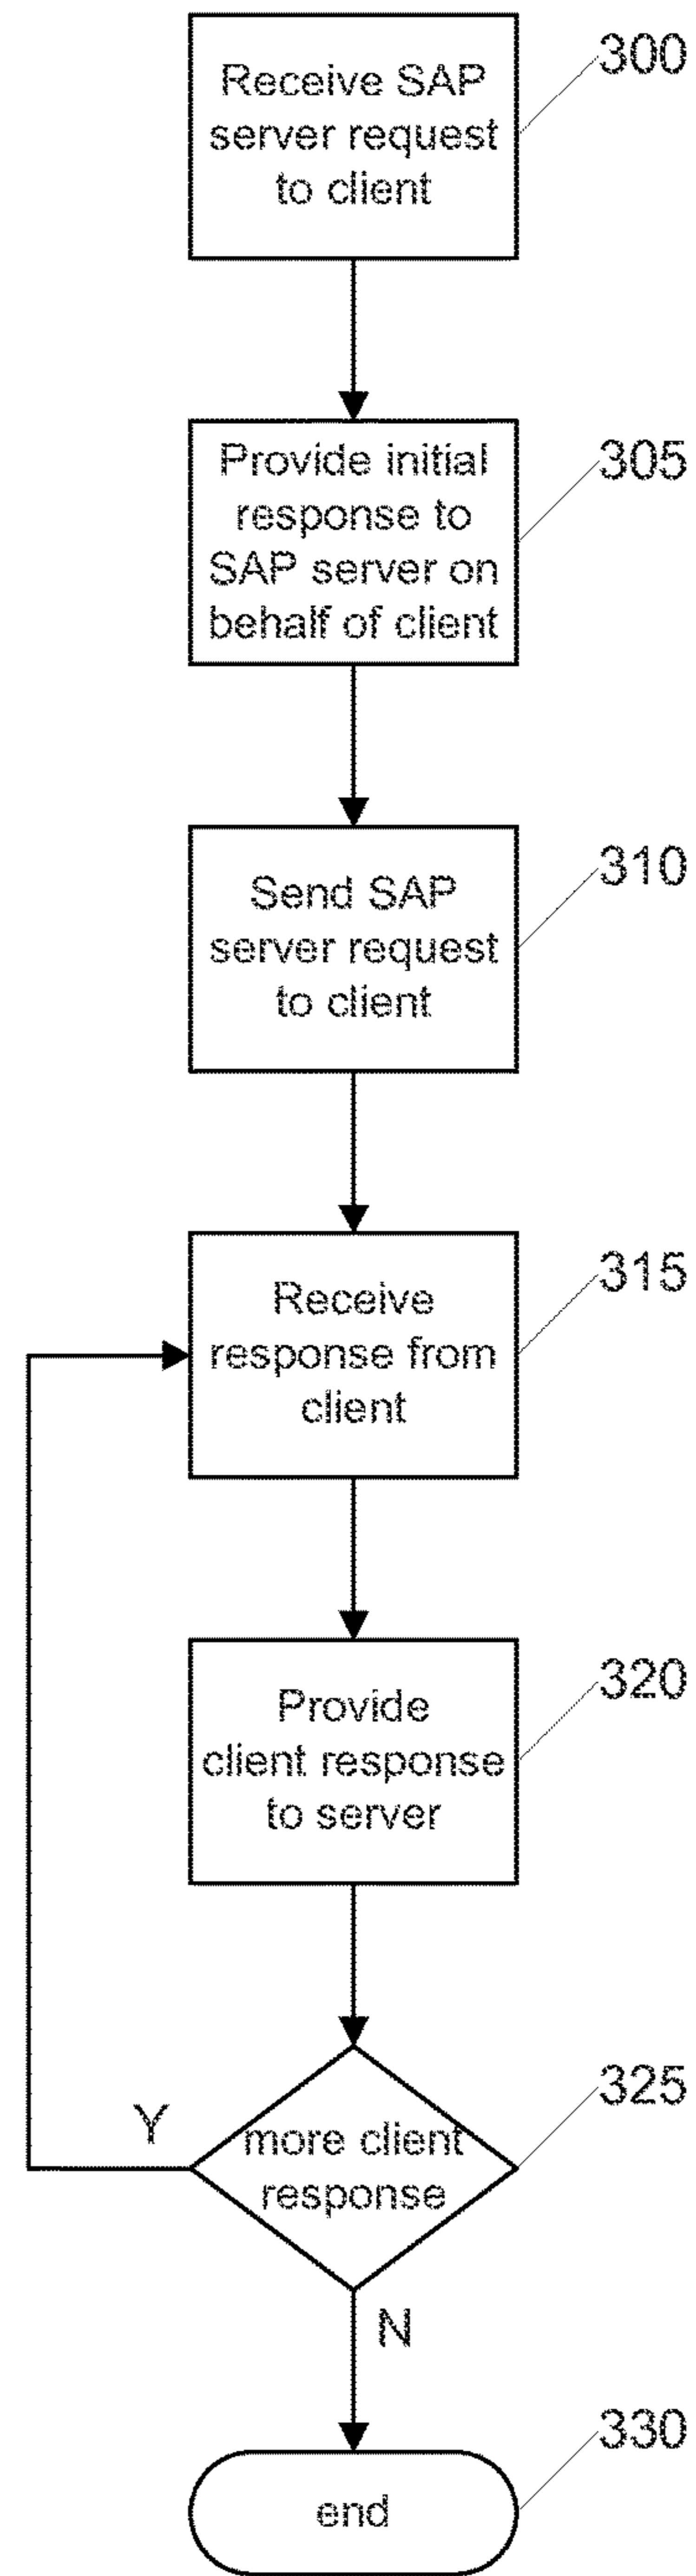 Receive SAP
server request
to client
300
Provide initial
response to
SAP server on
behalf of client
305
Send SAP
server request
to client
310
Receive
response from
client
315
Provide
client response
to server
320
more client
response
325
Y
N
end
330